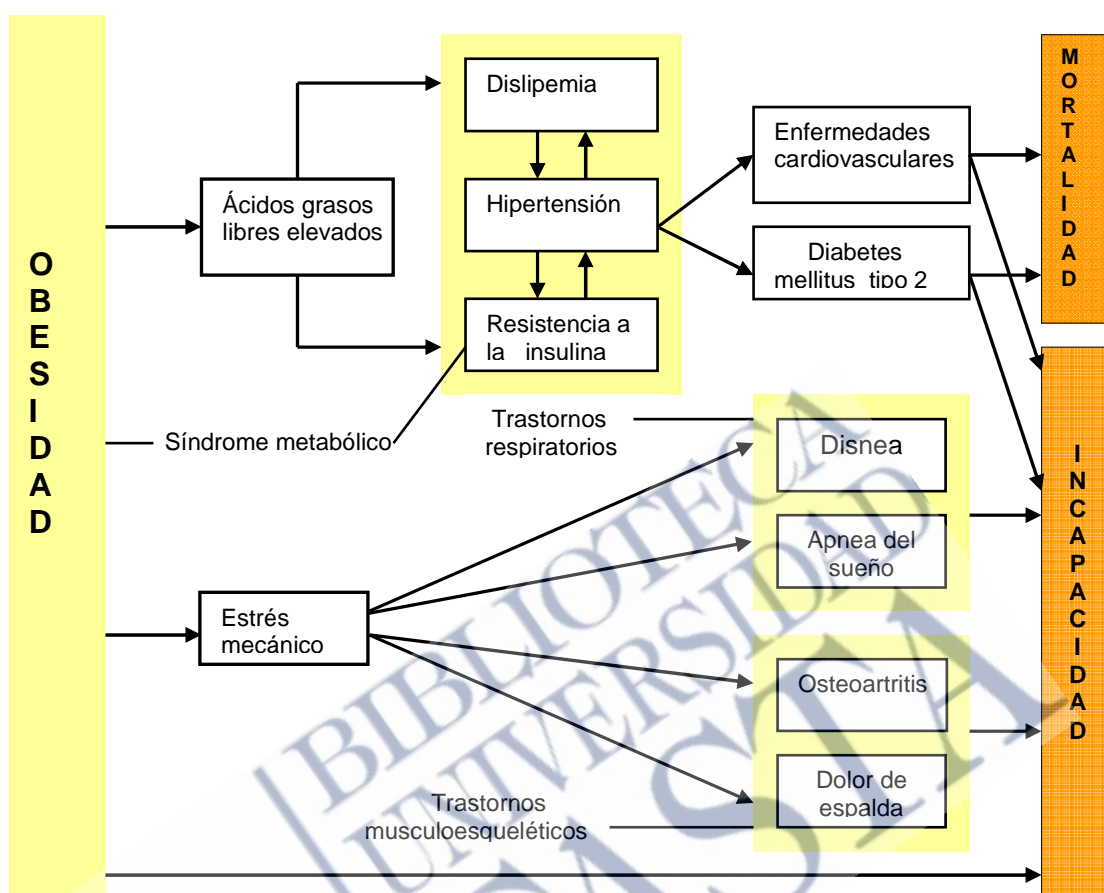 OBESIDAD
Ácidos grasos
libres elevados
Dislipemia
Hipertensión
Resistencia a
la insulina
Síndrome metabólico
Enfermedades
cardiovasculares
Diabetes
mellitus tipo 2
MORTALIDAD
Trastornos
respiratorios
Disnea
Apnea del
sueño
Estrés
mecánico
Osteoartritis
Dolor de
espalda
Trastornos
musculoesqueléticos
INCAPACIDAD
BIBLIOTECA
UNIVERSIDAD
FASTA